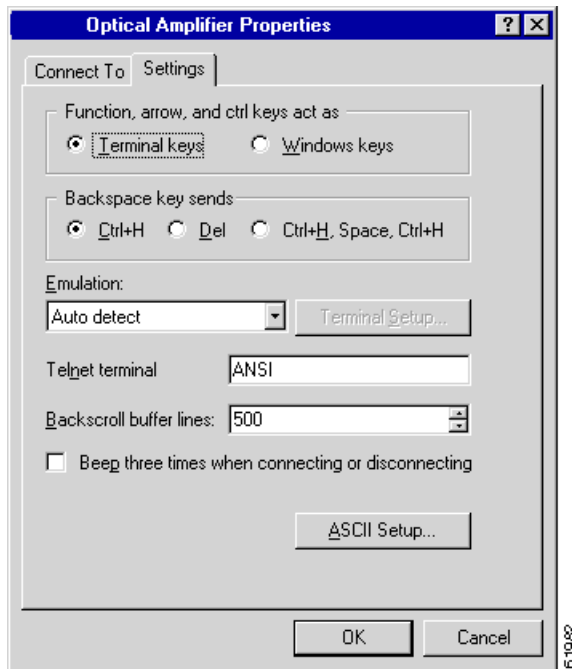 Optical Amplifier Properties
Connect To Settings
Function, arrow, and ctrl keys act as
Terminal keys Windows keys
Backspace key sends
Ctrl+H Del Ctrl+H, Space, Ctrl+H
Emulation:
Auto detect Terminal Setup...
Telnet terminal ANSI
Backscroll buffer lines: 500
Beep three times when connecting or disconnecting
ASCII Setup...
OK Cancel
51982